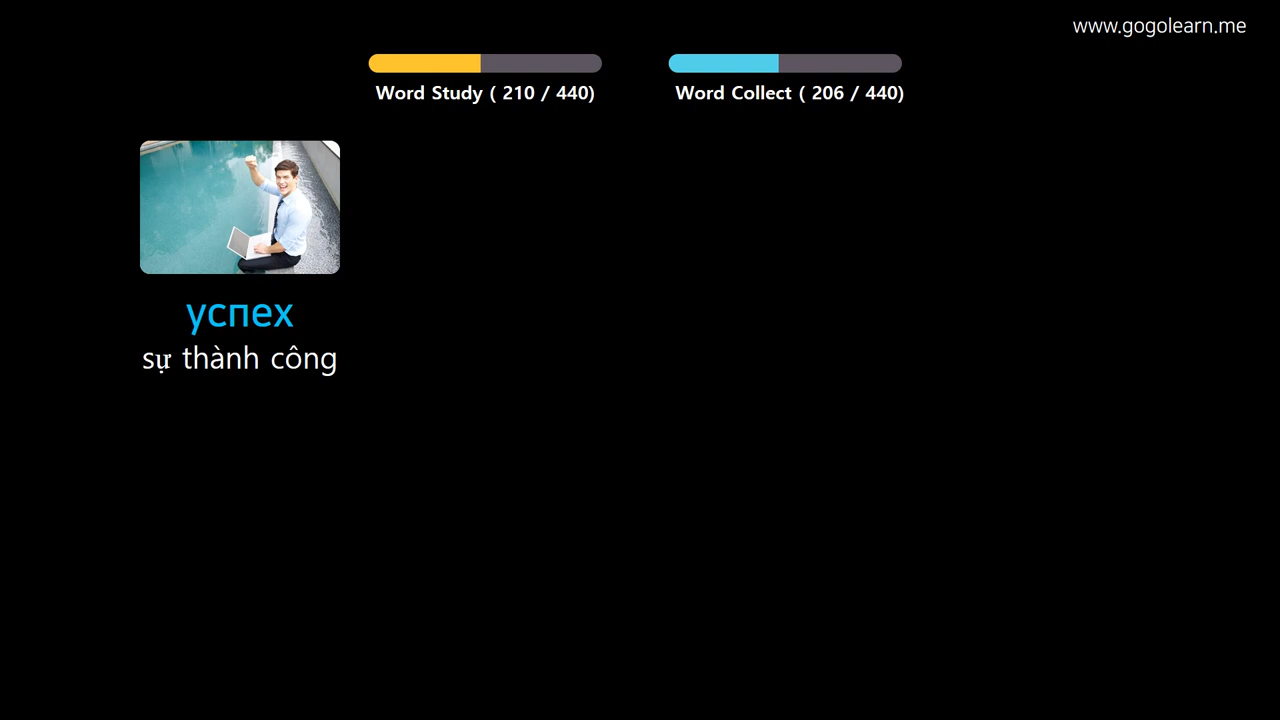 www.gogolearn.me
Word Study ( 210 / 440)
Word Collect ( 206 / 440)
успех
sự thành công